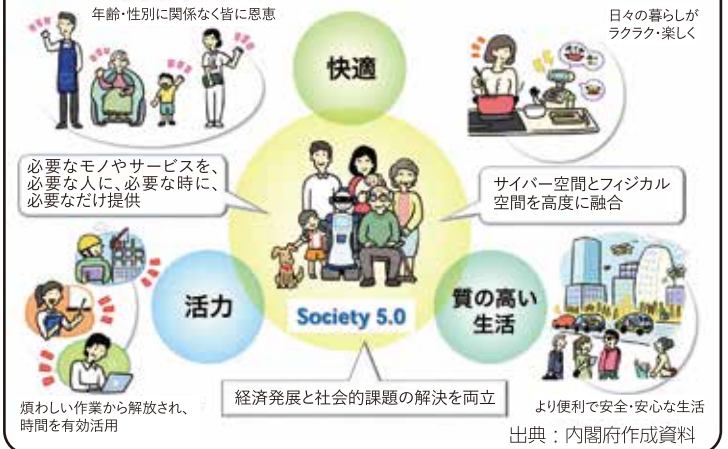 年齢・性別に関係なく皆に恩恵
日々の暮らしが
ラクラク・楽しく
快適
必要なモノやサービスを、
必要な人に、必要な時に、
必要なだけ提供
サイバー空間とフィジカル
空間を高度に融合
活力
Society 5.0
質の高い
生活
経済発展と社会的課題の解決を両立
煩わしい作業から解放され、
時間を有効活用
より便利で安全・安心な生活
出典：内閣府作成資料